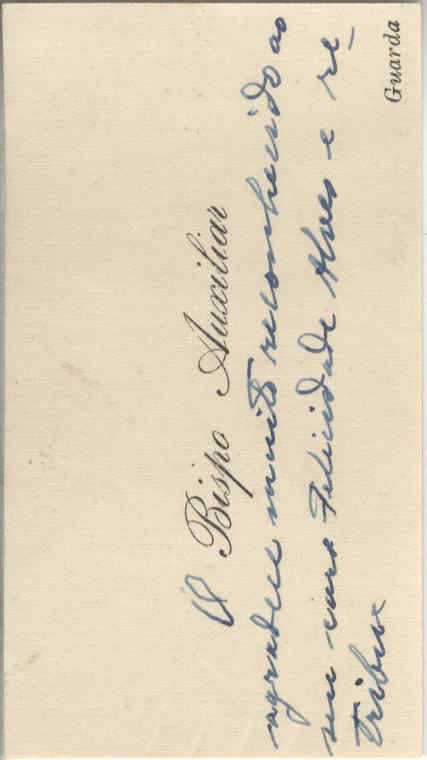 O Bispo Auxiliar
agradece muito reconhecido ao
seu caro Felicidade Alves e re-
tribue
Guarda